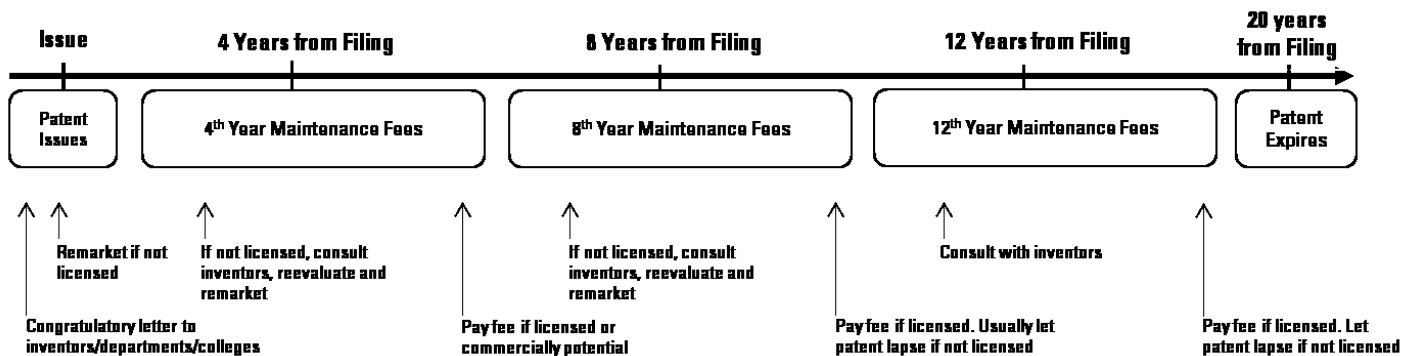 Issue
4 Years from Filing
8 Years from Filing
12 Years from Filing
20 years
from Filing
Patent
Issues
4th Year Maintenance Fees
8th Year Maintenance Fees
12th Year Maintenance Fees
Patent
Expires
Remarket if not
licensed
If not licensed, consult
inventors, reevaluate and
remarket
If not licensed, consult
inventors, reevaluate and
remarket
Consult with inventors
Congratulatory letter to
inventors/departments/colleges
Pay fee if licensed or
commercially potential
Pay fee if licensed. Usually let
patent lapse if not licensed
Pay fee if licensed. Let
patent lapse if not licensed